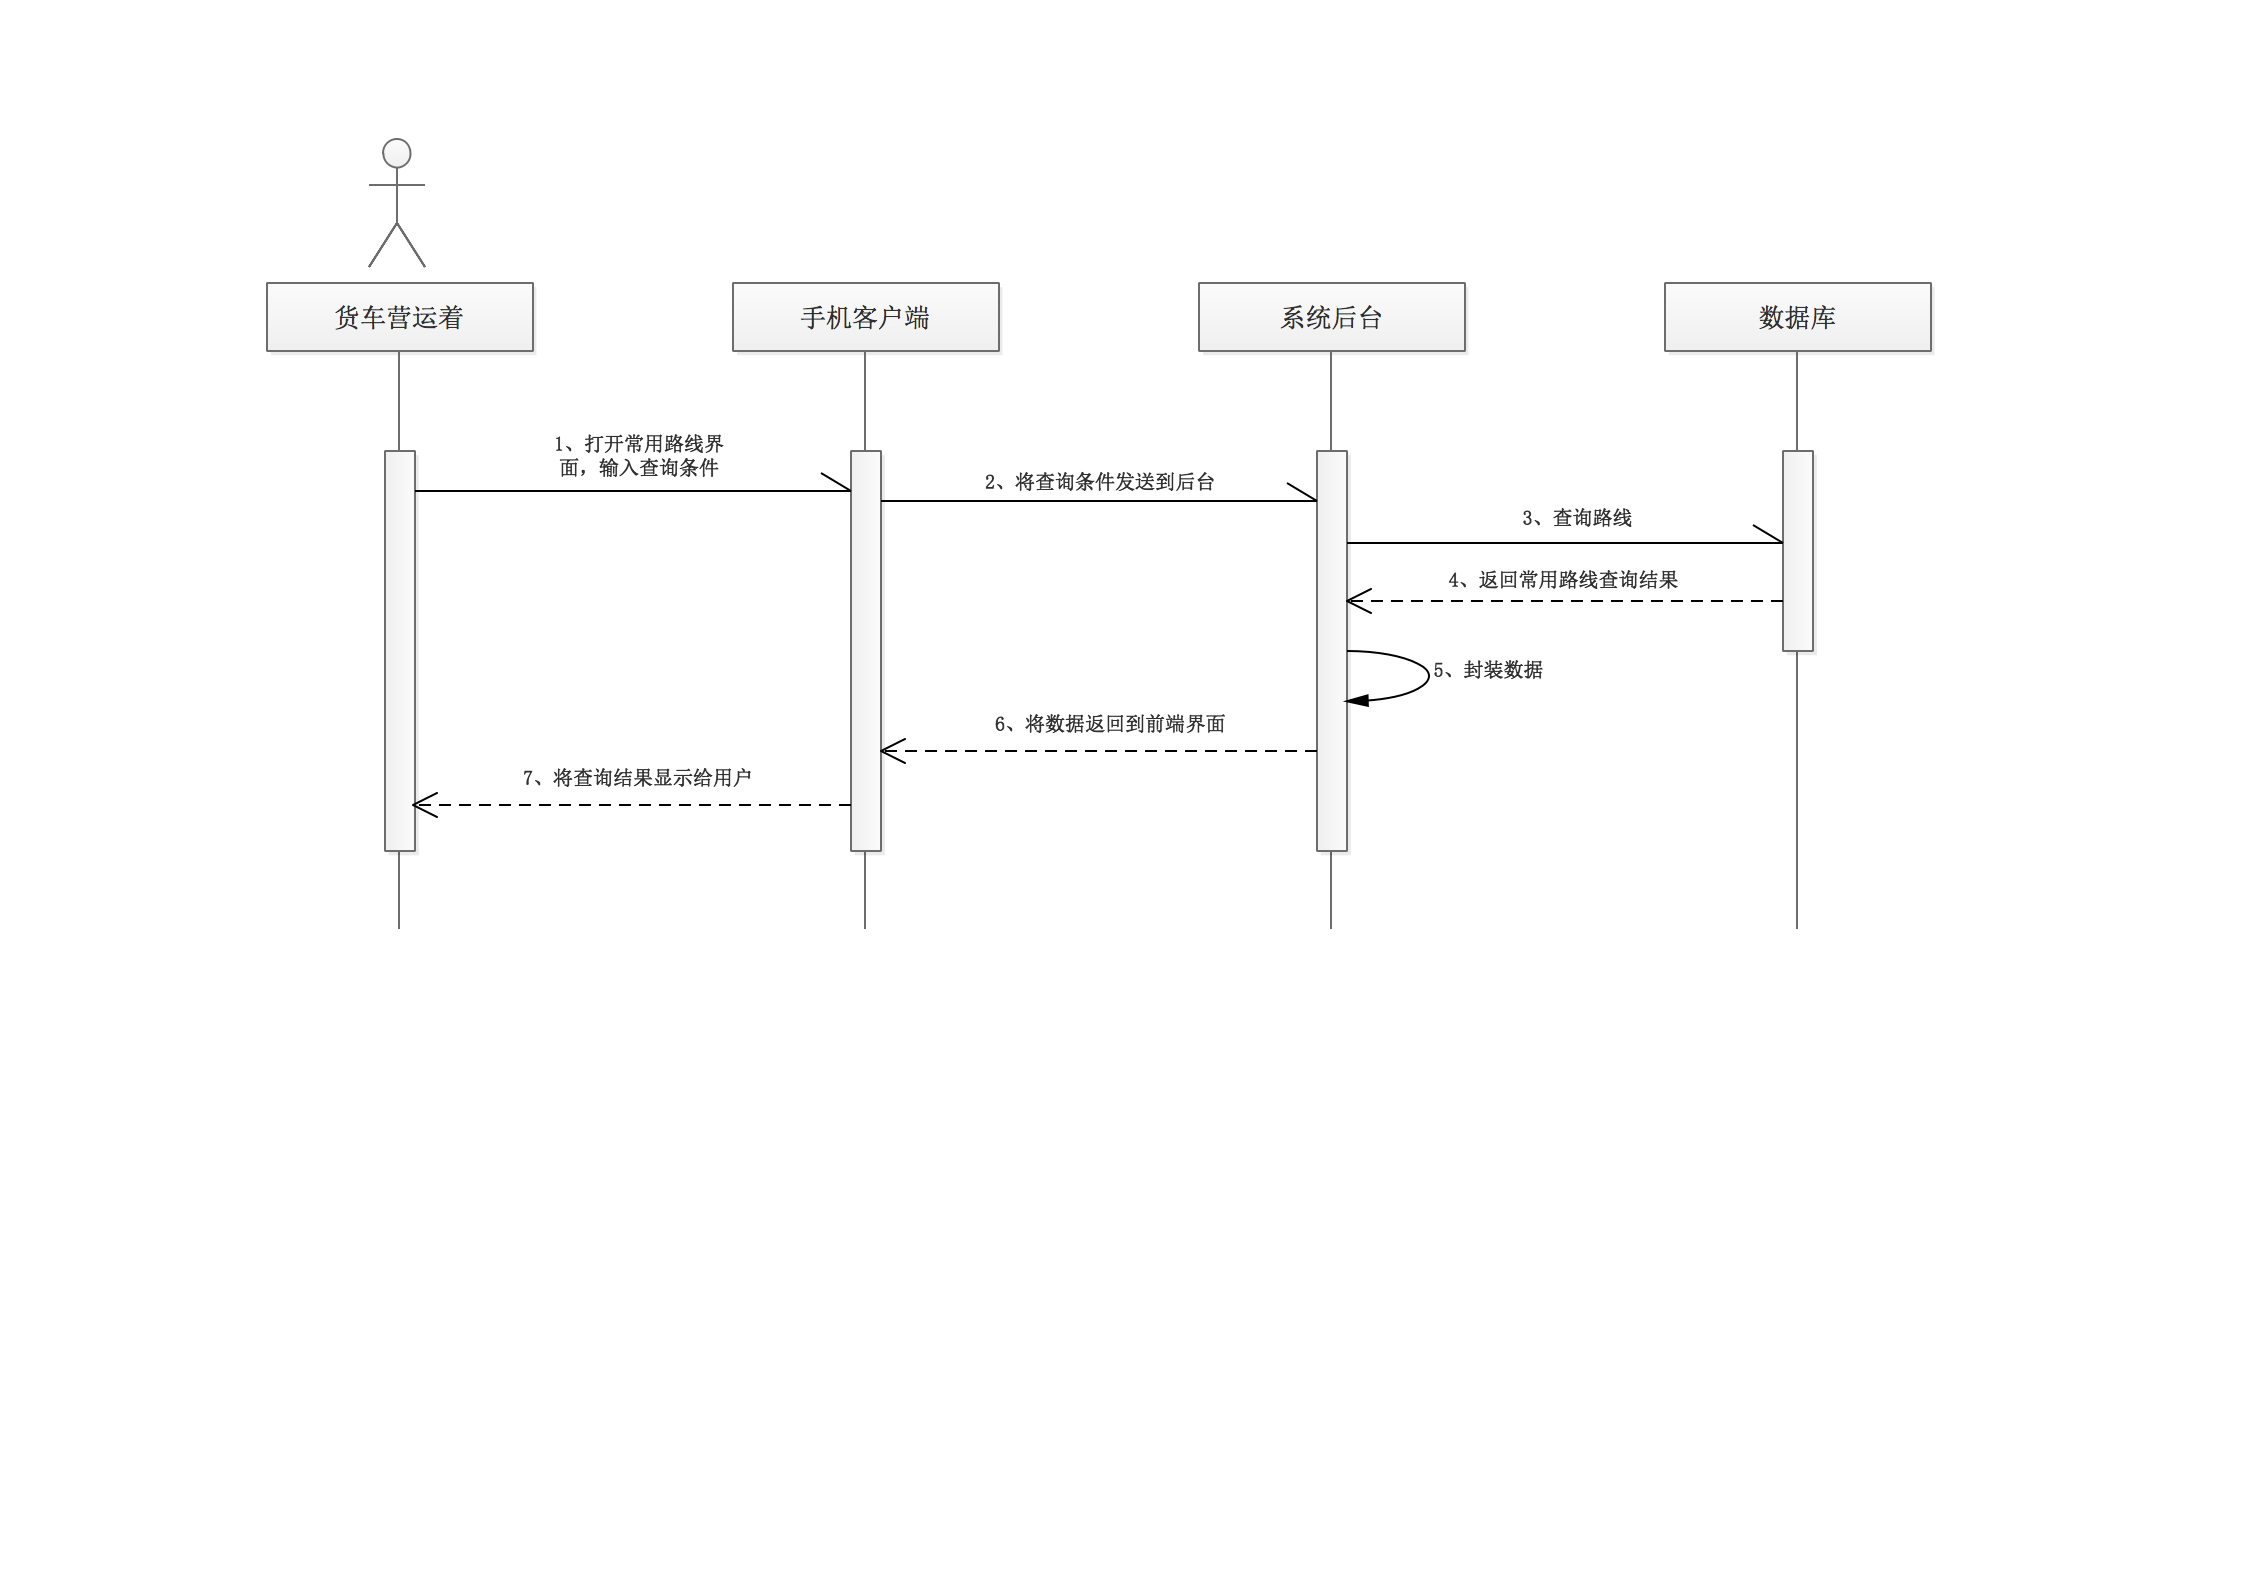 货车营运着
手机客户端
系统后台
数据库
1、打开常用路线界
面，输入查询条件
2、将查询条件发送到后台
3、查询路线
4、返回常用路线查询结果
5、封装数据
6、将数据返回到前端界面
7、将查询结果显示给用户